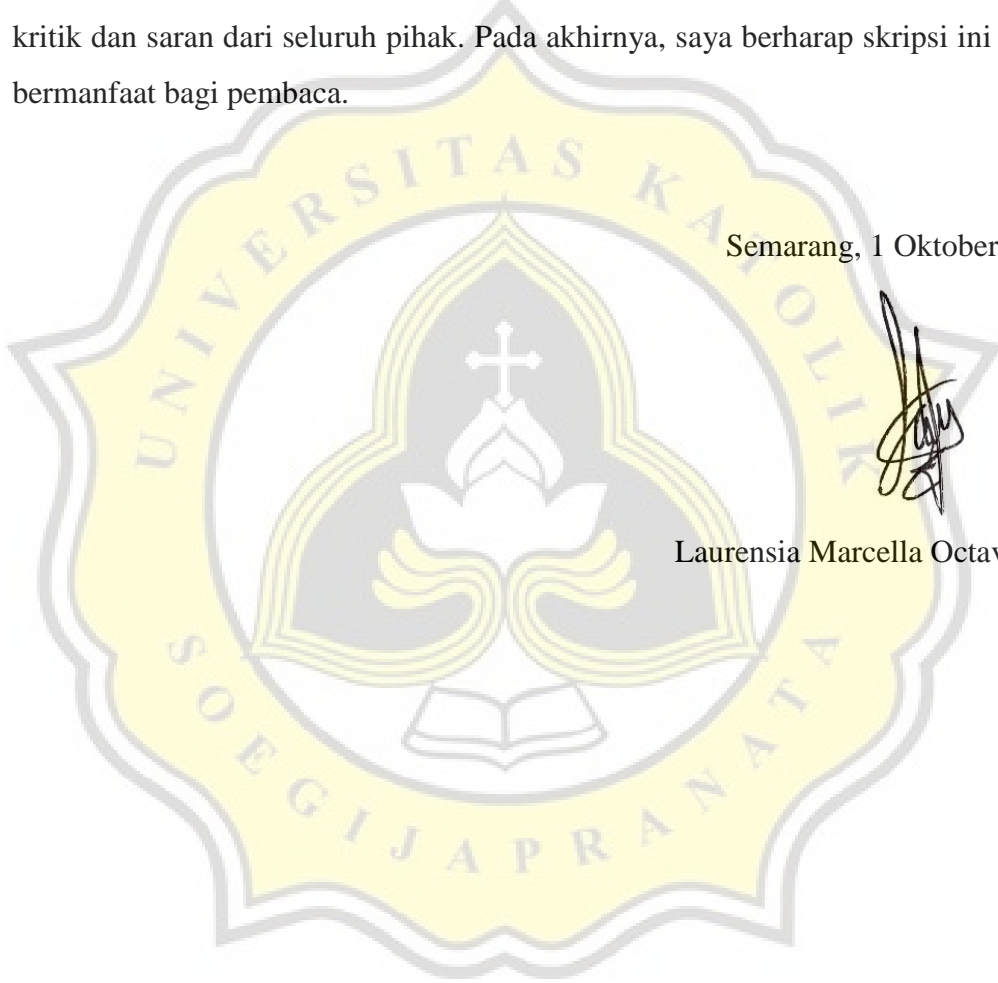 kritik dan saran dari seluruh pihak. Pada akhirnya, saya berharap skripsi ini
bermanfaat bagi pembaca.
UNIVERSITAS KATOLIK
Semarang, 1 Oktober
Laurensia Marcella
SOEGIJAPRANATA